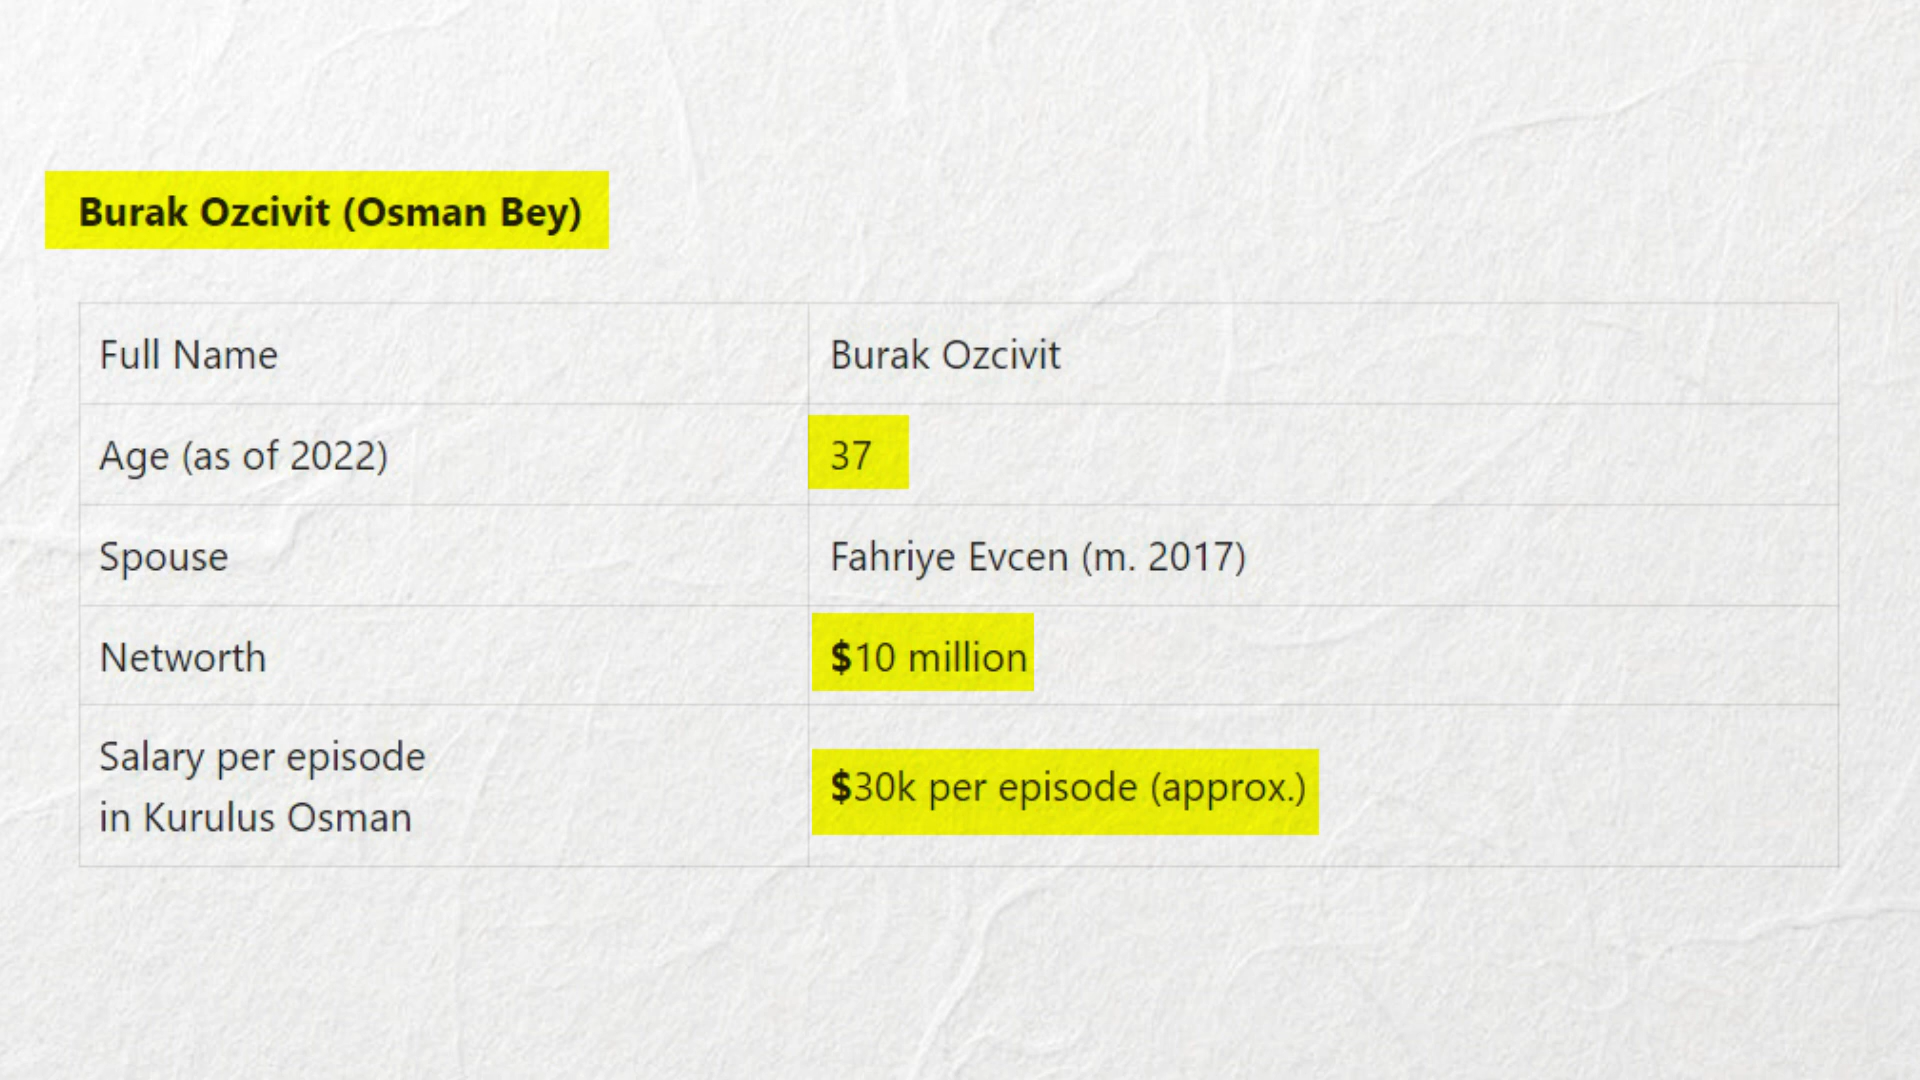 Burak Ozcivit (Osman Bey)
Full Name
Burak Ozcivit
Age (as of 2022)
37
Spouse
Fahriye Evcen (m. 2017)
Networth
$10 million
Salary per episode
in Kurulus Osman
$30k per episode (approx.)